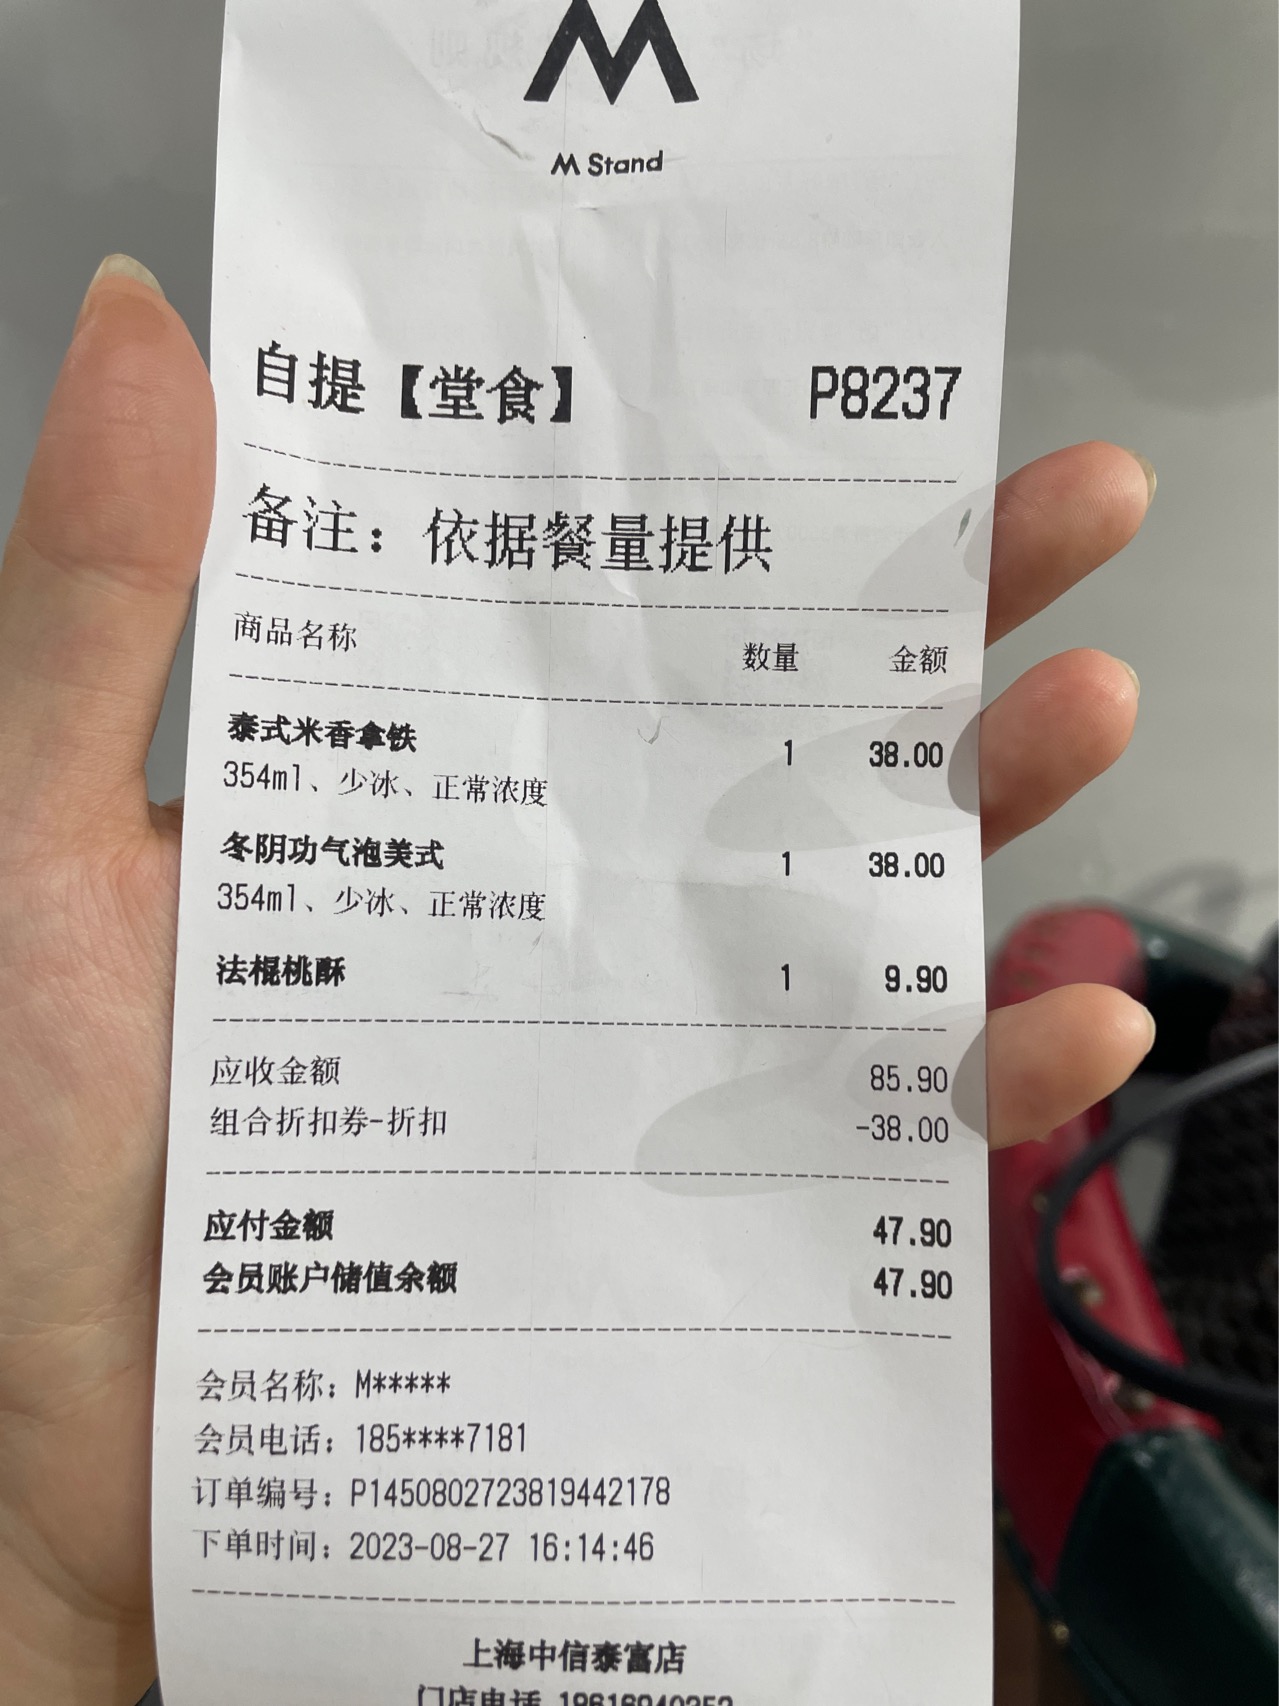 M Stand
自提【堂食】 P8237
备注：依据餐量提供
商品名称 数量 金额
泰式米香拿铁 1 38.00
354ml、少冰、正常浓度
冬阴功气泡美式 1 38.00
354ml、少冰、正常浓度
法棍桃酥 1 9.90
应收金额 85.90
组合折扣券-折扣 -38.00
应付金额 47.90
会员账户储值余额 47.90
会员名称：M*****
会员电话：185****7181
订单编号：P1450802723819442178
下单时间：2023-08-27 16:14:46
上海中信泰富店
门店电话